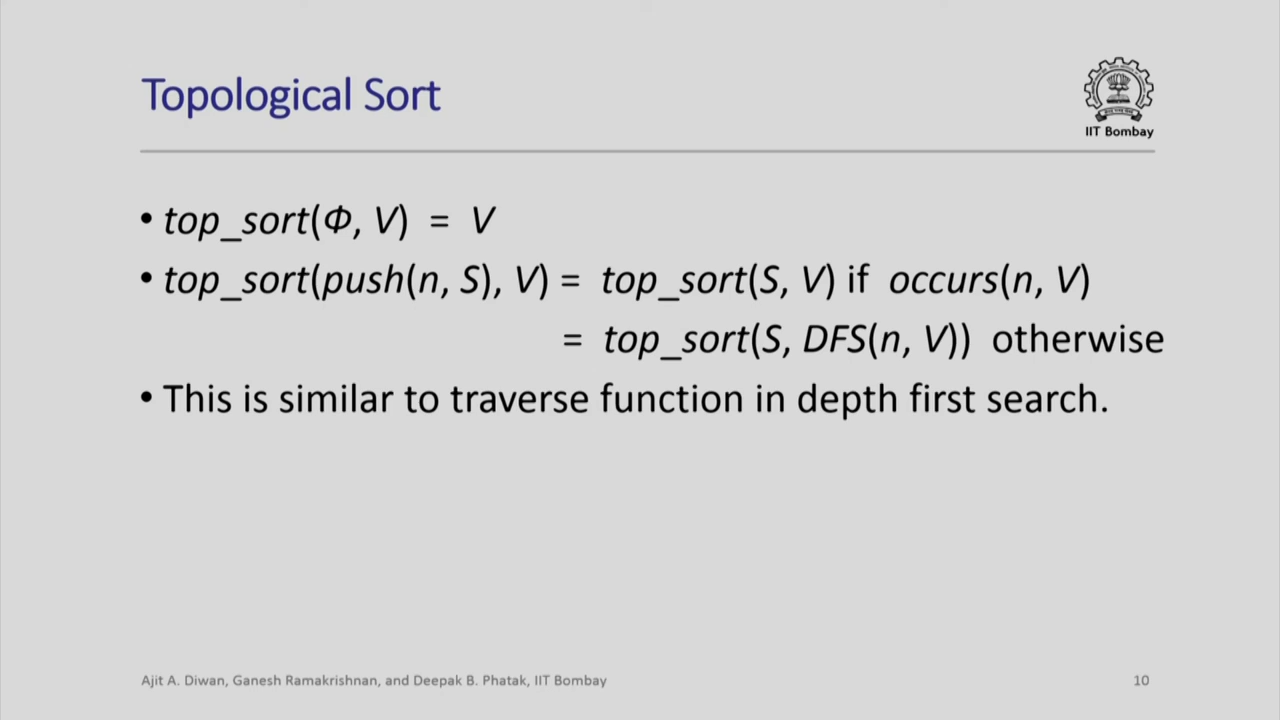 Topological Sort
IIT Bombay
• top_sort(Φ, V) = V
• top_sort(push(n, S), V) = top_sort(S, V) if occurs(n, V)
= top_sort(S, DFS(n, V)) otherwise
• This is similar to traverse function in depth first search.
Ajit A. Diwan, Ganesh Ramakrishnan, and Deepak B. Phatak, IIT Bombay
10